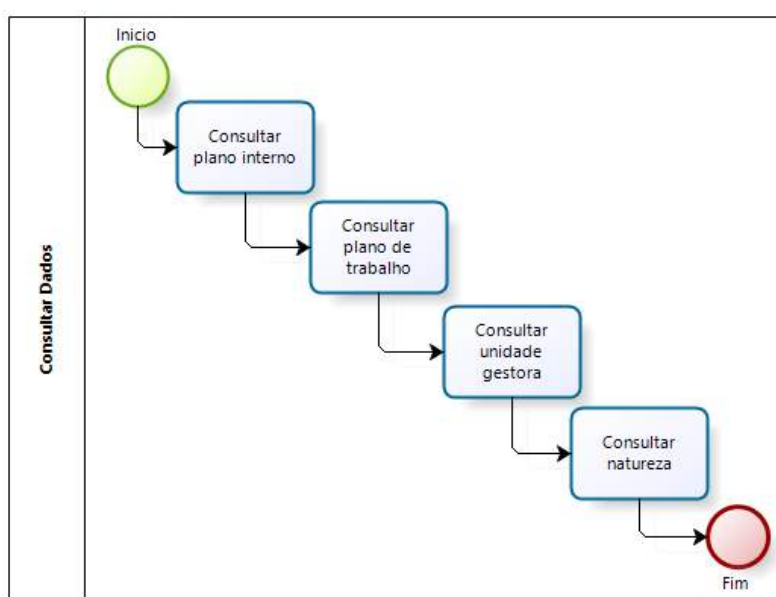 Consultar Dados
Inicio
Consultar
plano interno
Consultar
plano de
trabalho
Consultar
unidade
gestora
Consultar
natureza
Fim